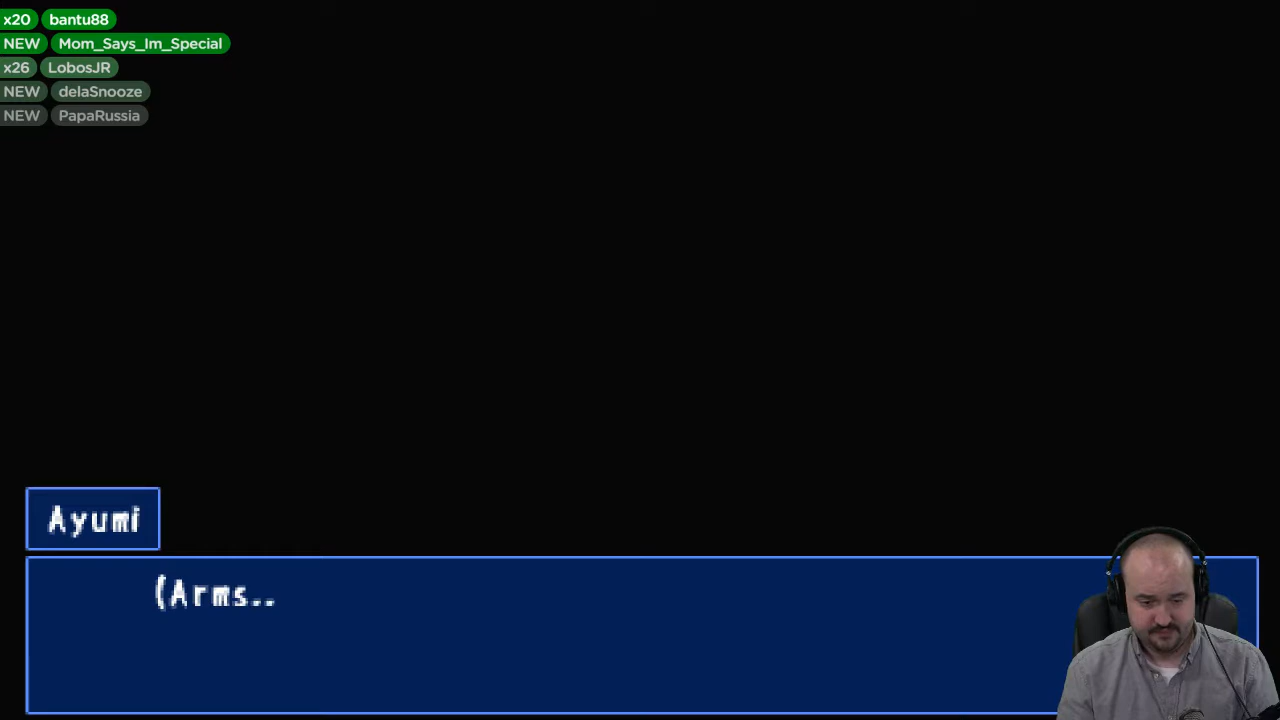 x20 bantu88
NEW Mom_Says_Im_Special
x26 LobosJR
NEW delaSnooze
NEW PapaRussia
Ayumi
(Arms..